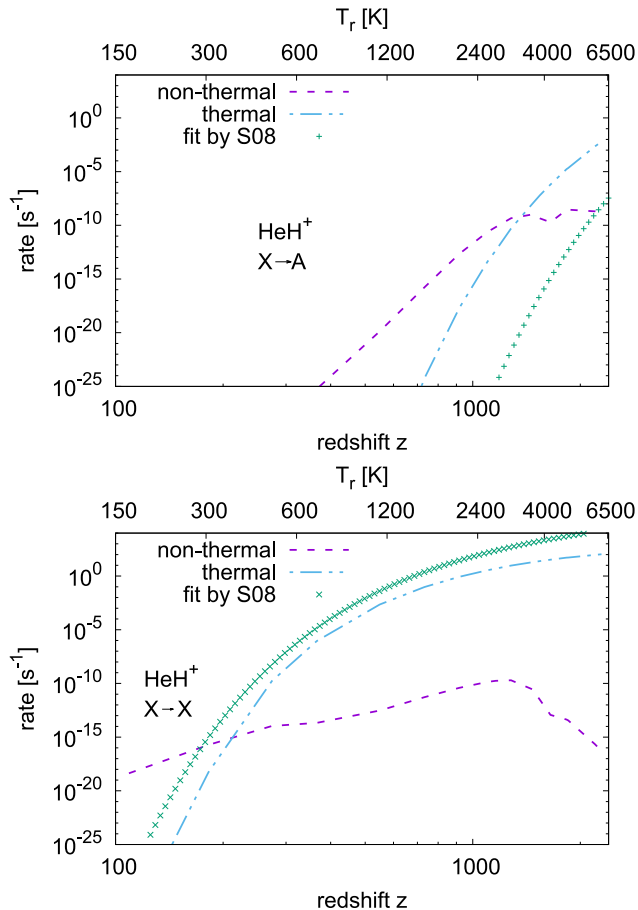 T_r [K]
150 300 600 1200 2400 4000 6500
non-thermal
thermal
fit by S08
10^0
10^-5
10^-10
10^-15
10^-20
10^-25
rate [s^-1]
HeH^+
X→A
100 1000
redshift z
T_r [K]
150 300 600 1200 2400 4000 6500
non-thermal
thermal
fit by S08
10^0
10^-5
10^-10
10^-15
10^-20
10^-25
rate [s^-1]
HeH^+
X→X
100 1000
redshift z